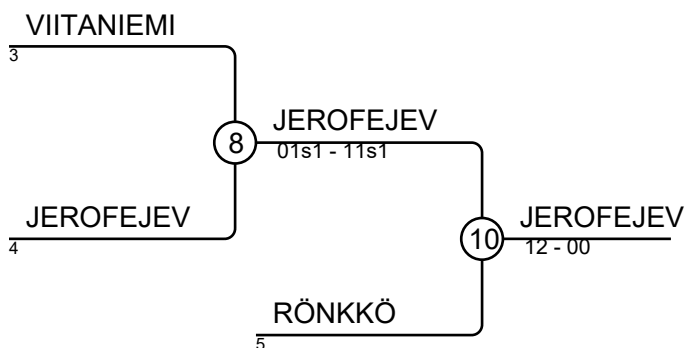 VIITANIEMI
3
8
JEROFEJEV
01s1 - 11s1
JEROFEJEV
4
10
JEROFEJEV
12 - 00
RÖNKKÖ
5